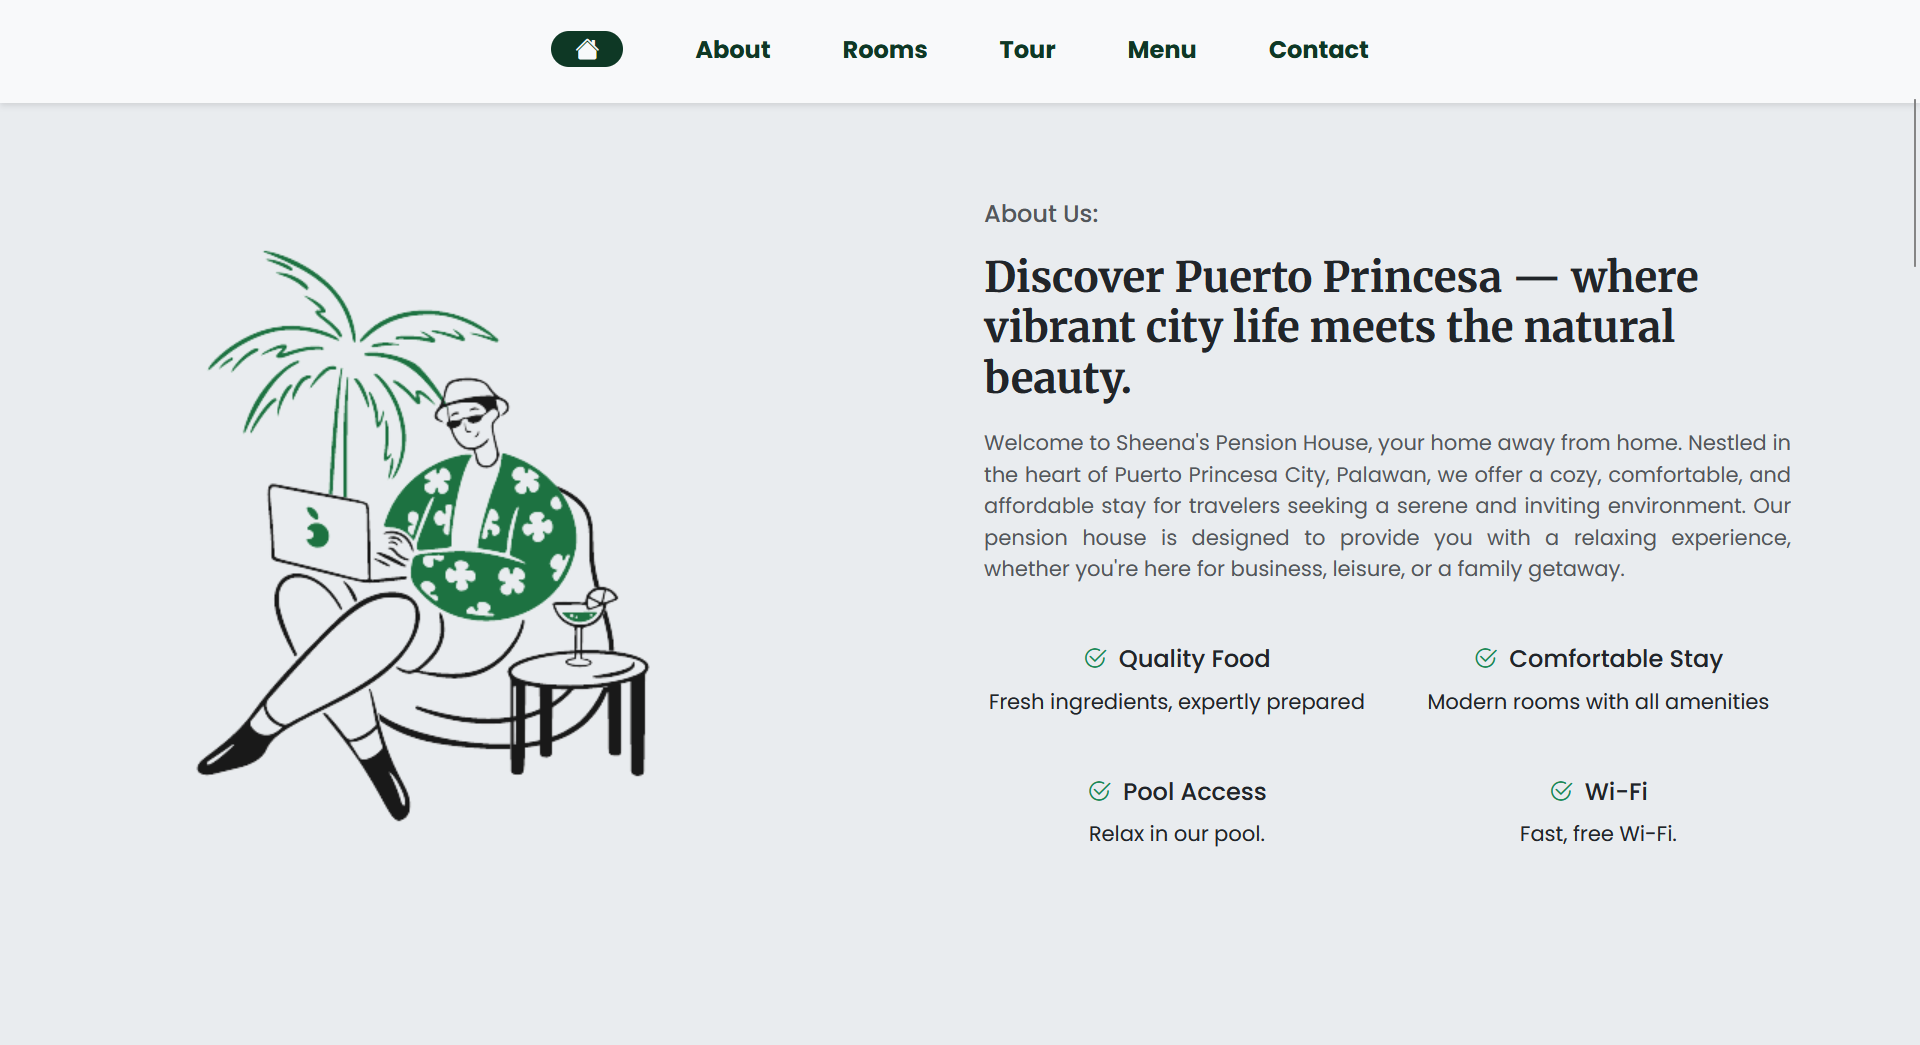 About
Rooms
Tour
Menu
Contact
About Us:
Discover Puerto Princesa — where
vibrant city life meets the natural
beauty.
Welcome to Sheena's Pension House, your home away from home. Nestled in
the heart of Puerto Princesa City, Palawan, we offer a cozy, comfortable, and
affordable stay for travelers seeking a serene and inviting environment. Our
pension house is designed to provide you with a relaxing experience,
whether you're here for business, leisure, or a family getaway.
Quality Food
Fresh ingredients, expertly prepared
Comfortable Stay
Modern rooms with all amenities
Pool Access
Relax in our pool.
Wi-Fi
Fast, free Wi-Fi.